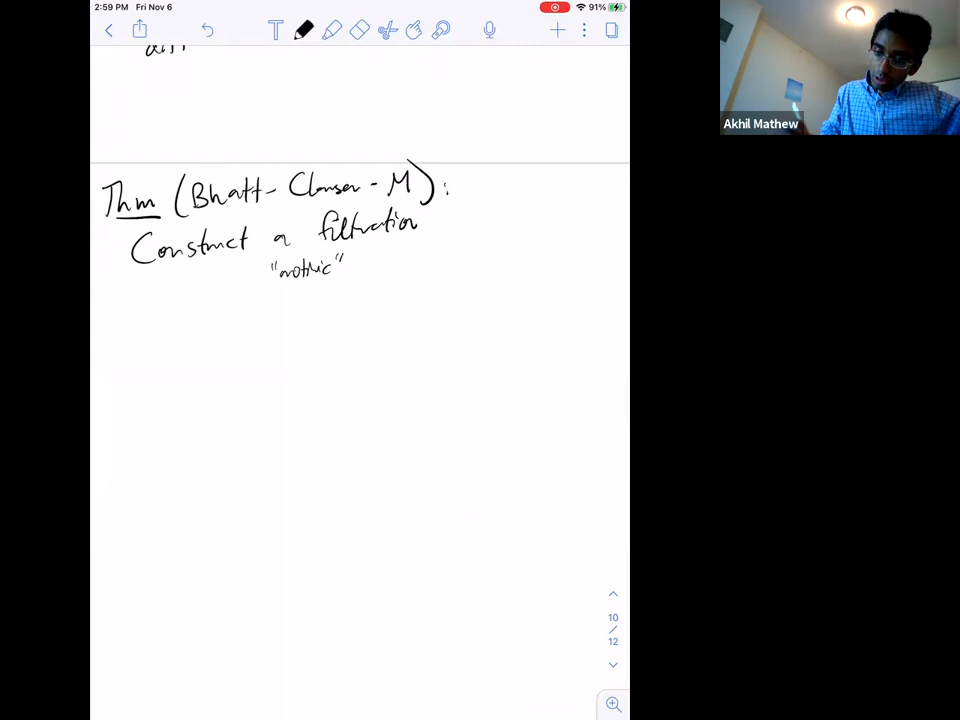 2:59 PM Fri Nov 6
91%
Akhil Mathew
Thm (Bhatt - Clausen - M) :
Construct a filtration
"motivic"
10
/
12